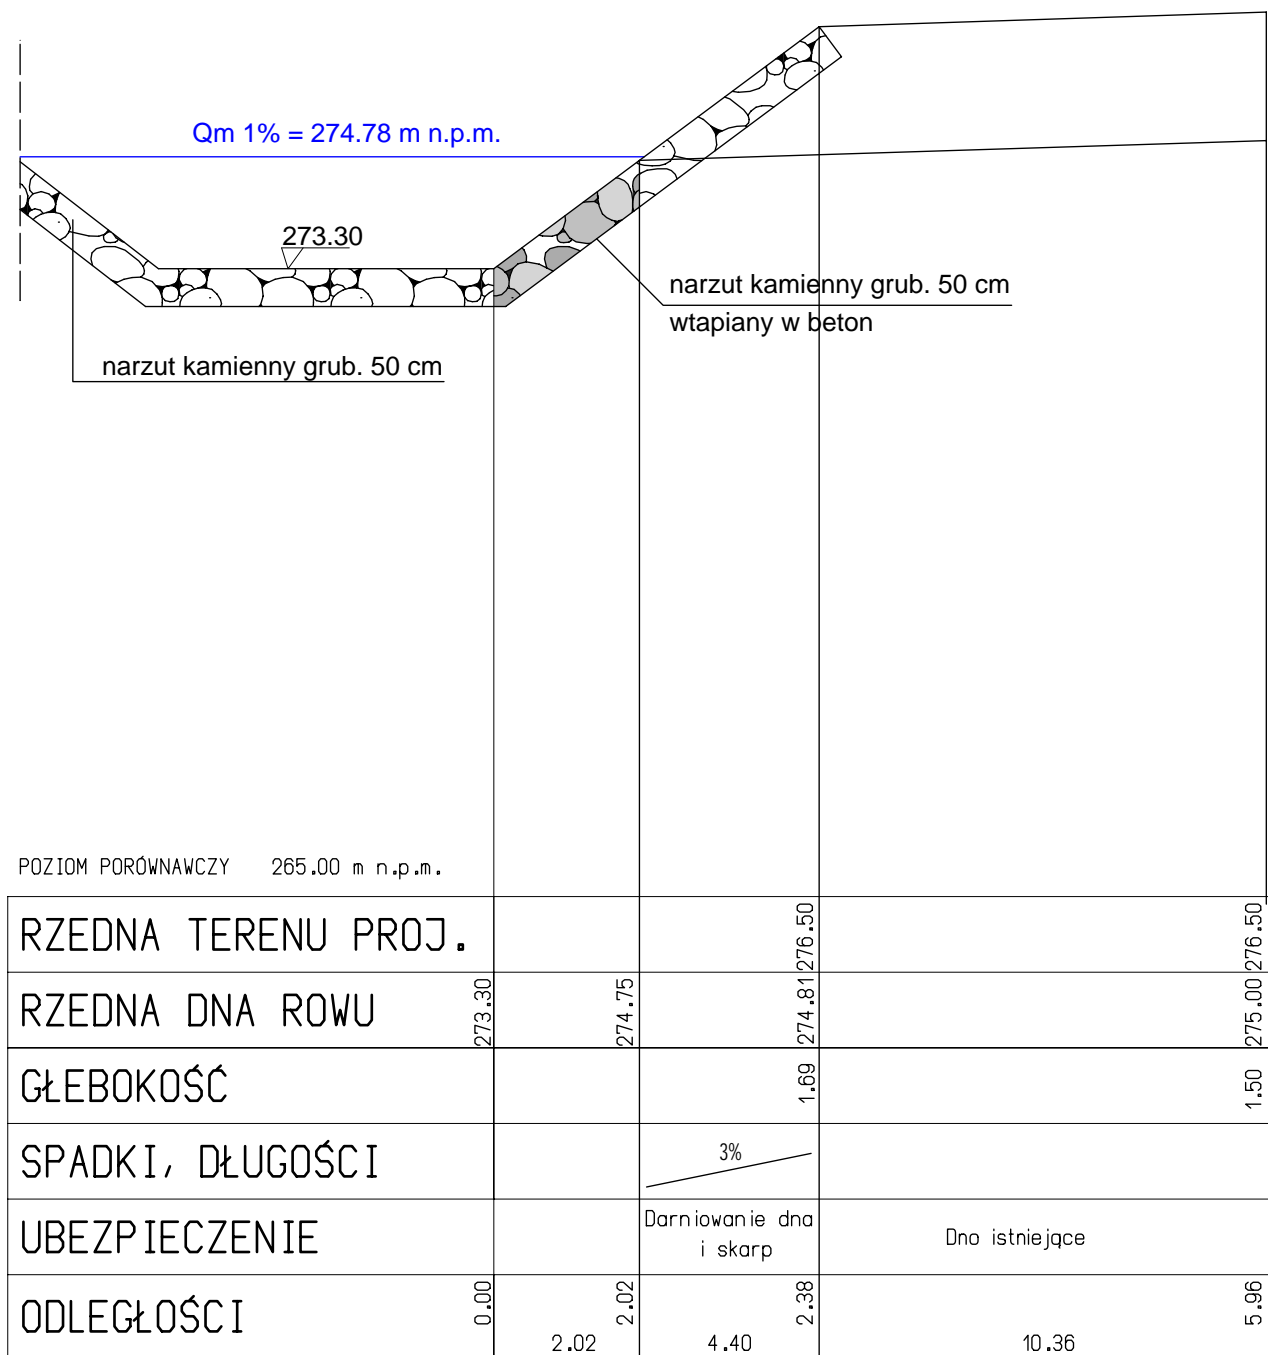 Qm 1% = 274.78 m n.p.m.
273.30
narzut kamienny grub. 50 cm
wtapiany w beton
narzut kamienny grub. 50 cm
POZIOM PORÓWNAWCZY 265.00 m n.p.m.
RZEDNA TERENU PROJ. 276.50 276.50
RZEDNA DNA ROWU 273.30 274.75 274.81 275.00
GŁEBOKOŚĆ 1.69 1.50
SPADKI, DŁUGOŚCI 3%
UBEZPIECZENIE Darniowanie dna i skarp Dno istniejące
ODLEGŁOŚCI 0.00 2.02 2.38 5.96
2.02 4.40 10.36